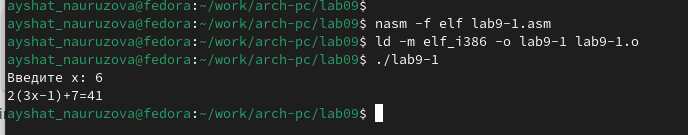 ayshat_nauruzova@fedora:~/work/arch-pc/lab09$
ayshat_nauruzova@fedora:~/work/arch-pc/lab09$ nasm -f elf lab9-1.asm
ayshat_nauruzova@fedora:~/work/arch-pc/lab09$ ld -m elf_i386 -o lab9-1 lab9-1.o
ayshat_nauruzova@fedora:~/work/arch-pc/lab09$ ./lab9-1
Введите x: 6
2(3x-1)+7=41
ayshat_nauruzova@fedora:~/work/arch-pc/lab09$